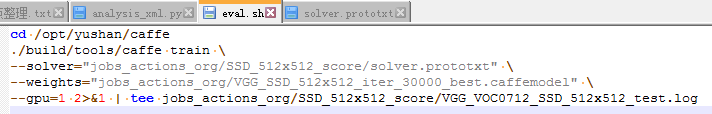 点整理.txt analysis_xml.py eval.sh solver.prototxt
cd /opt/yushan/caffe
./build/tools/caffe train \
--solver="jobs_actions_org/SSD_512x512_score/solver.prototxt" \
--weights="jobs_actions_org/VGG_SSD_512x512_iter_30000_best.caffemodel" \
--gpu=1 2>&1 | tee jobs_actions_org/SSD_512x512_score/VGG_VOC0712_SSD_512x512_test.log